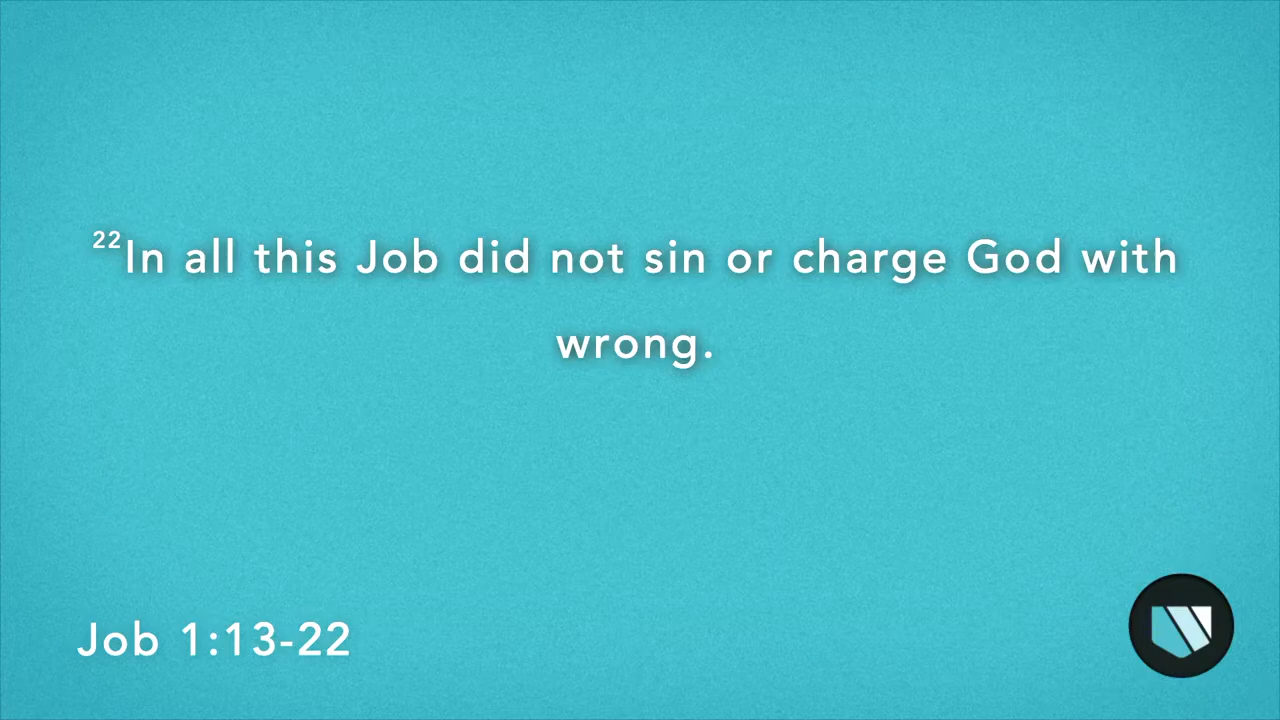 22In all this Job did not sin or charge God with
wrong.
Job 1:13-22